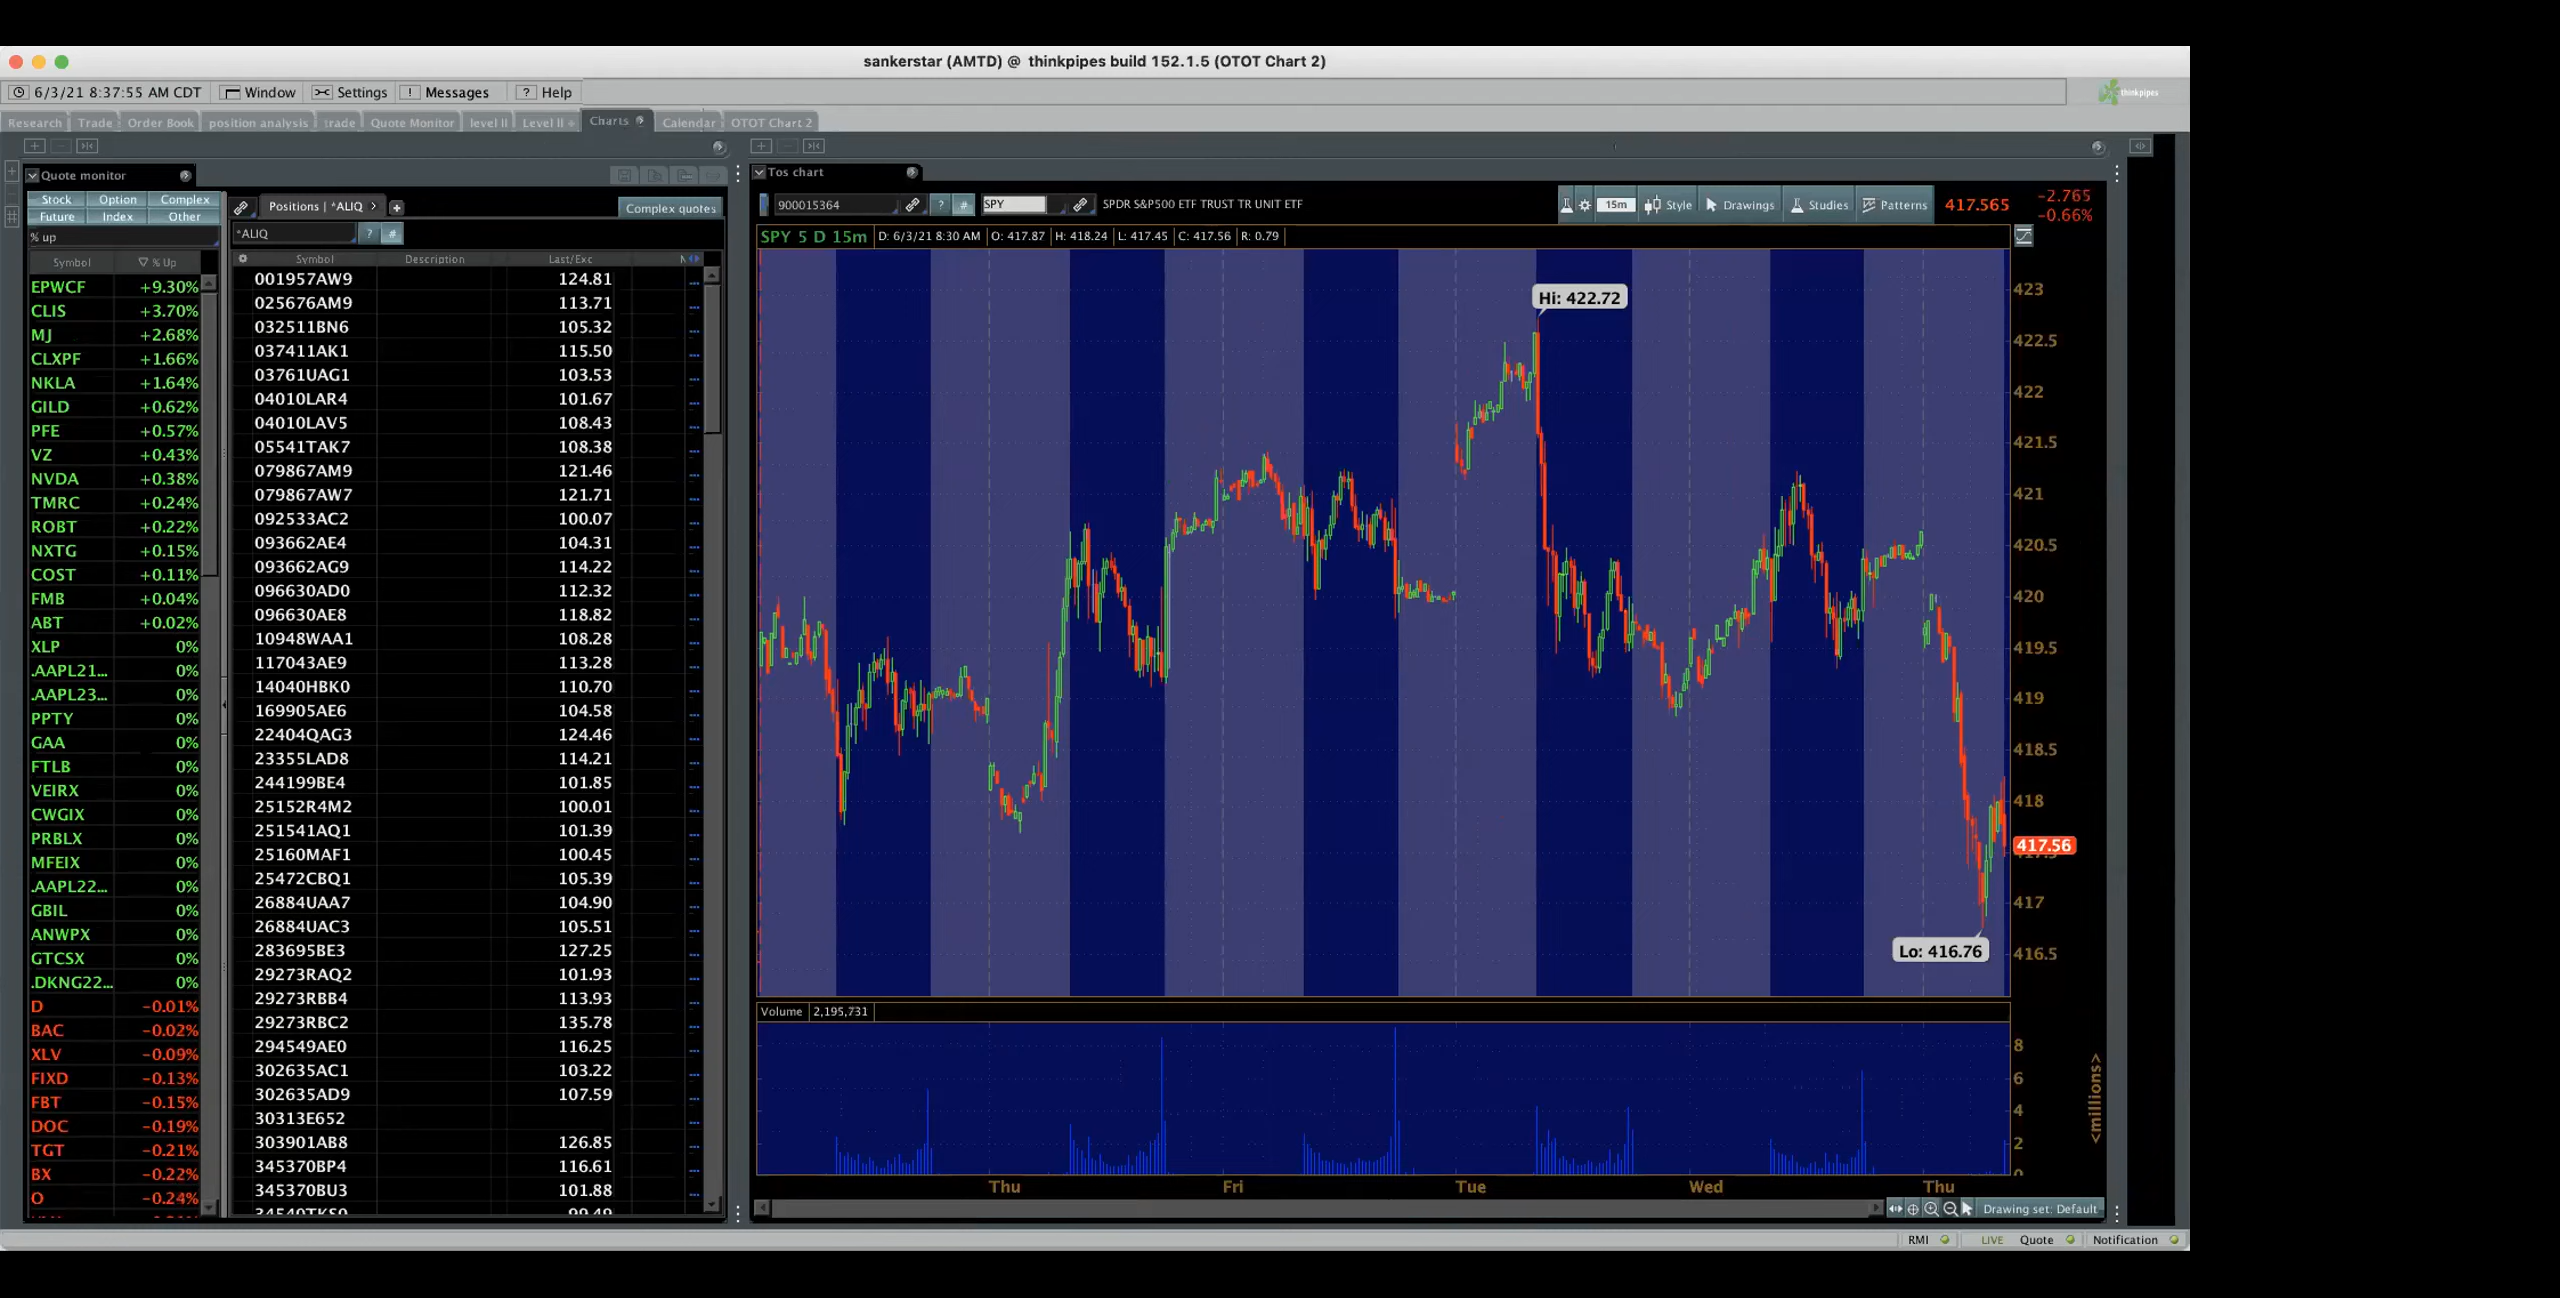 sankerstar (AMTD) @ thinkpipes build 152.1.5 (OTOT Chart 2)
6/3/21 8:37:55 AM CDT Window Settings ! Messages ? Help
thinkpipes
Research Trade Order Book position analysis trade Quote Monitor level II Level II Charts Calendar OTOT Chart 2
Quote monitor
Stock Option Complex
Future Index Other
% up
Symbol % Up
EPWCF +9.30%
CLIS +3.70%
MJ +2.68%
CLXPF +1.66%
NKLA +1.64%
GILD +0.62%
PFE +0.57%
VZ +0.43%
NVDA +0.38%
TMRC +0.24%
ROBT +0.22%
NXTG +0.15%
COST +0.11%
FMB +0.04%
ABT +0.02%
XLP 0%
.AAPL21... 0%
.AAPL23... 0%
PPTY 0%
GAA 0%
FTLB 0%
VEIRX 0%
CWGIX 0%
PRBLX 0%
MFEIX 0%
.AAPL22... 0%
GBIL 0%
ANWPX 0%
GTCSX 0%
.DKNG22... 0%
D -0.01%
BAC -0.02%
XLV -0.09%
FIXD -0.13%
FBT -0.15%
DOC -0.19%
TGT -0.21%
BX -0.22%
O -0.24%
Positions | *ALIQ >
Complex quotes
*ALIQ ? #
Symbol Description Last/Exc N
001957AW9 124.81
025676AM9 113.71
032511BN6 105.32
037411AK1 115.50
03761UAG1 103.53
04010LAR4 101.67
04010LAV5 108.43
05541TAK7 108.38
079867AM9 121.46
079867AW7 121.71
092533AC2 100.07
093662AE4 104.31
093662AG9 114.22
096630AD0 112.32
096630AE8 118.82
10948WAA1 108.28
117043AE9 113.28
14040HBK0 110.70
169905AE6 104.58
22404QAG3 124.46
23355LAD8 114.21
244199BE4 101.85
25152R4M2 100.01
251541AQ1 101.39
25160MAF1 100.45
25472CBQ1 105.39
26884UAA7 104.90
26884UAC3 105.51
283695BE3 127.25
29273RAQ2 101.93
29273RBB4 113.93
29273RBC2 135.78
294549AE0 116.25
302635AC1 103.22
302635AD9 107.59
30313E652
303901AB8 126.85
345370BP4 116.61
345370BU3 101.88
Tos chart
900015364 ? # SPY SPDR S&P500 ETF TRUST TR UNIT ETF
15m Style Drawings Studies Patterns 417.565 -2.765
-0.66%
SPY 5 D 15m D: 6/3/21 8:30 AM O: 417.87 H: 418.24 L: 417.45 C: 417.56 R: 0.79
Hi: 422.72
Lo: 416.76
423
422.5
422
421.5
421
420.5
420
419.5
419
418.5
418
417.56
417
416.5
Volume 2,195,731
8
6
4
2
0
<millions>
Thu Fri Tue Wed Thu
Drawing set: Default
RMI LIVE Quote Notification